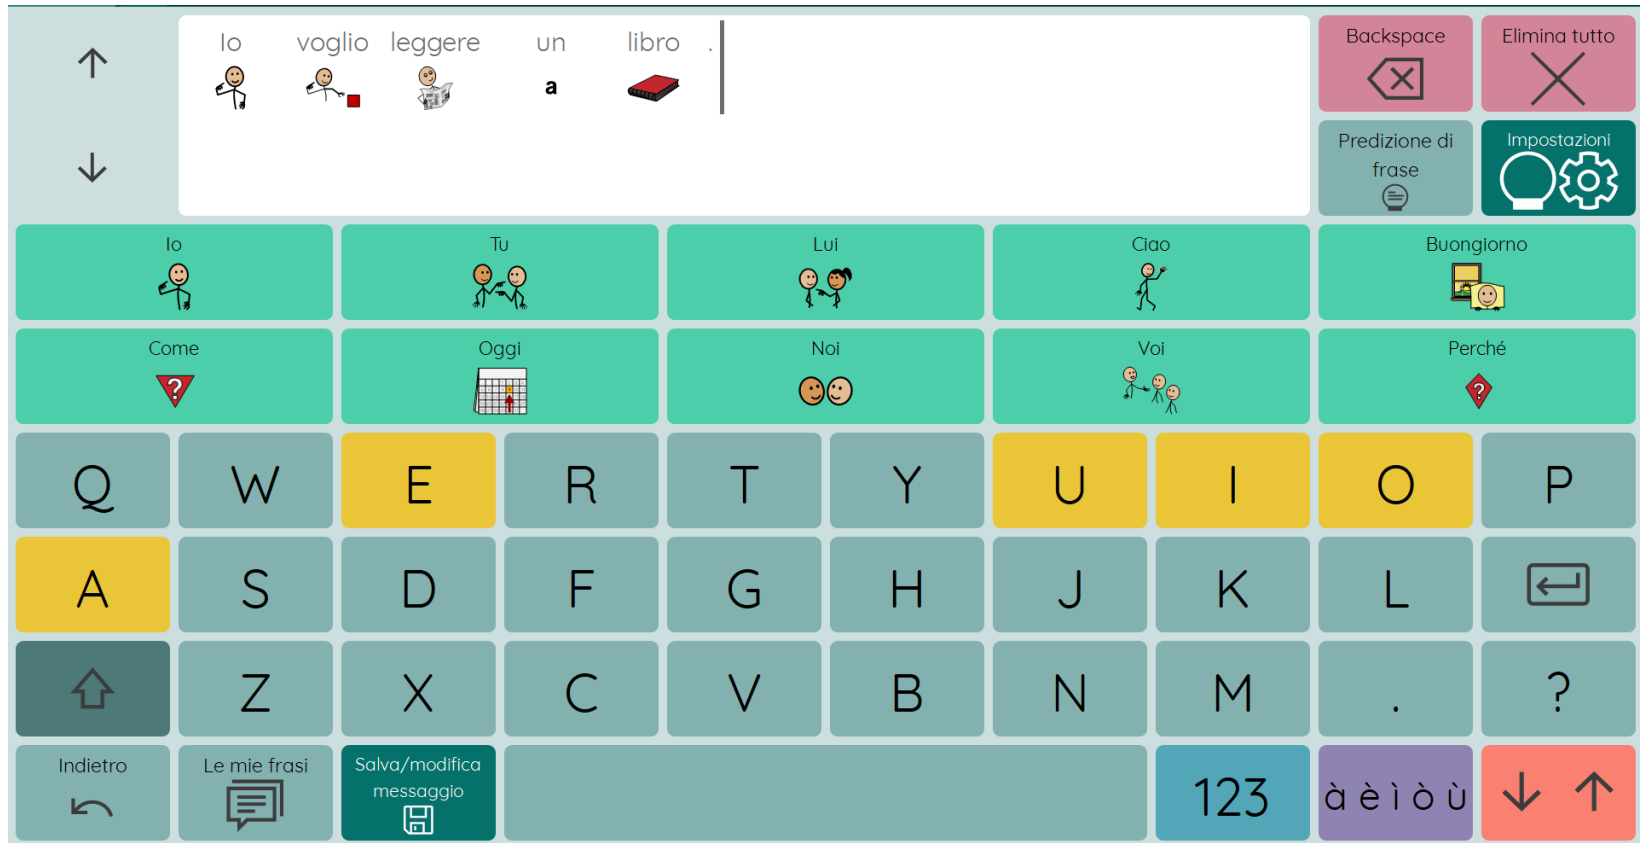 Io voglio leggere un libro .
a
Backspace
Elimina tutto
Predizione di
frase
Impostazioni
Io
Tu
Lui
Ciao
Buongiorno
Come
Oggi
Noi
Voi
Perché
?
?
Q W E R T Y U I O P
A S D F G H J K L
Z X C V B N M . ?
Indietro
Le mie frasi
Salva/modifica
messaggio
123
à è ì ò ù